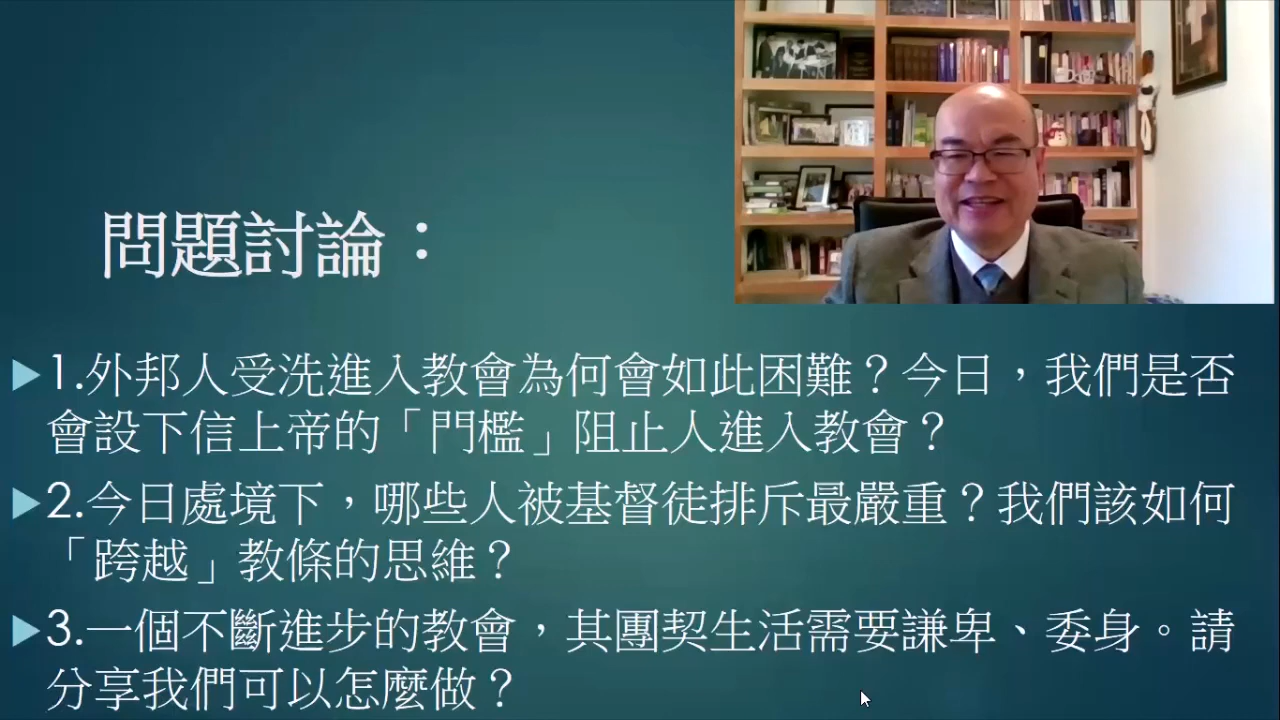 問題討論：
1.外邦人受洗進入教會為何會如此困難？今日，我們是否
會設下信上帝的「門檻」阻止人進入教會？
2.今日處境下，哪些人被基督徒排斥最嚴重？我們該如何
「跨越」教條的思維？
3.一個不斷進步的教會，其團契生活需要謙卑、委身。請
分享我們可以怎麼做？